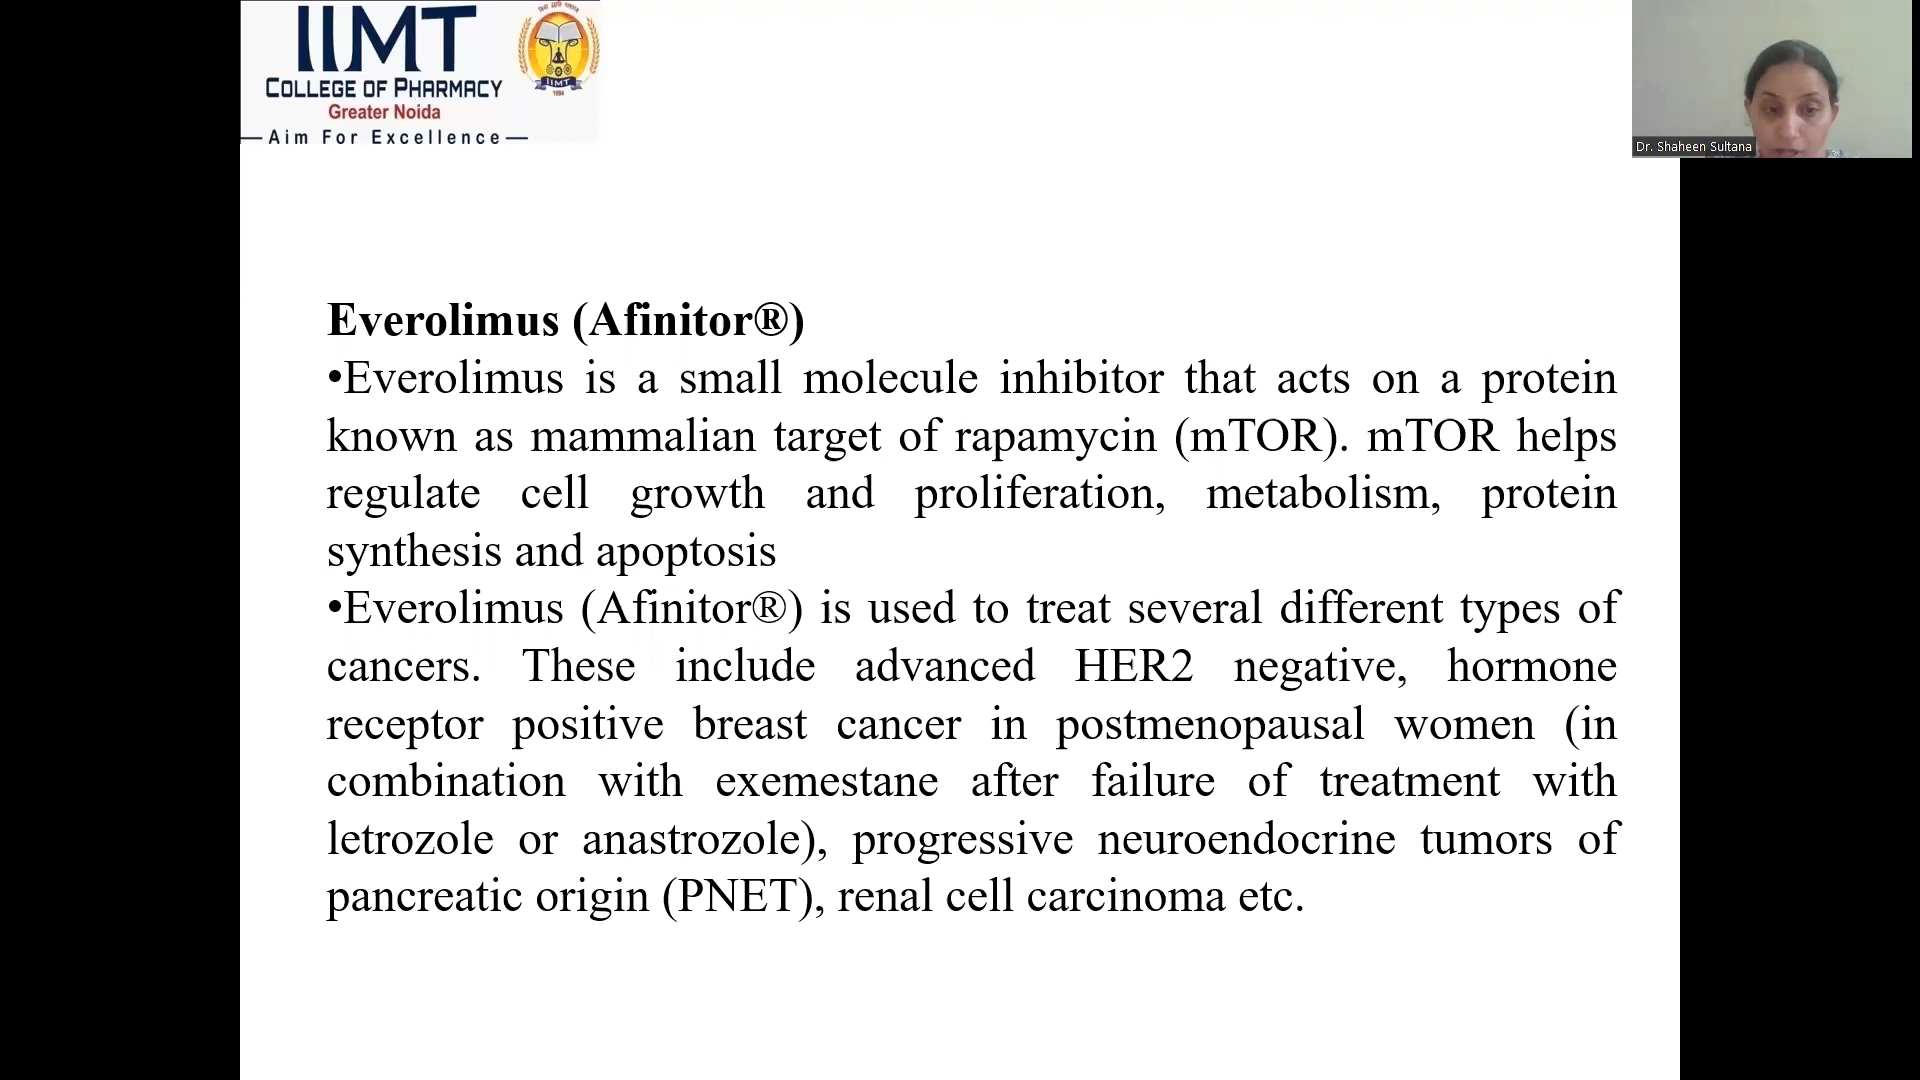 IIMT
COLLEGE OF PHARMACY
Greater Noida
—Aim For Excellence—
IIMT
1994
Dr. Shaheen Sultana
Everolimus (Afinitor®)
•Everolimus is a small molecule inhibitor that acts on a protein
known as mammalian target of rapamycin (mTOR). mTOR helps
regulate cell growth and proliferation, metabolism, protein
synthesis and apoptosis
•Everolimus (Afinitor®) is used to treat several different types of
cancers. These include advanced HER2 negative, hormone
receptor positive breast cancer in postmenopausal women (in
combination with exemestane after failure of treatment with
letrozole or anastrozole), progressive neuroendocrine tumors of
pancreatic origin (PNET), renal cell carcinoma etc.